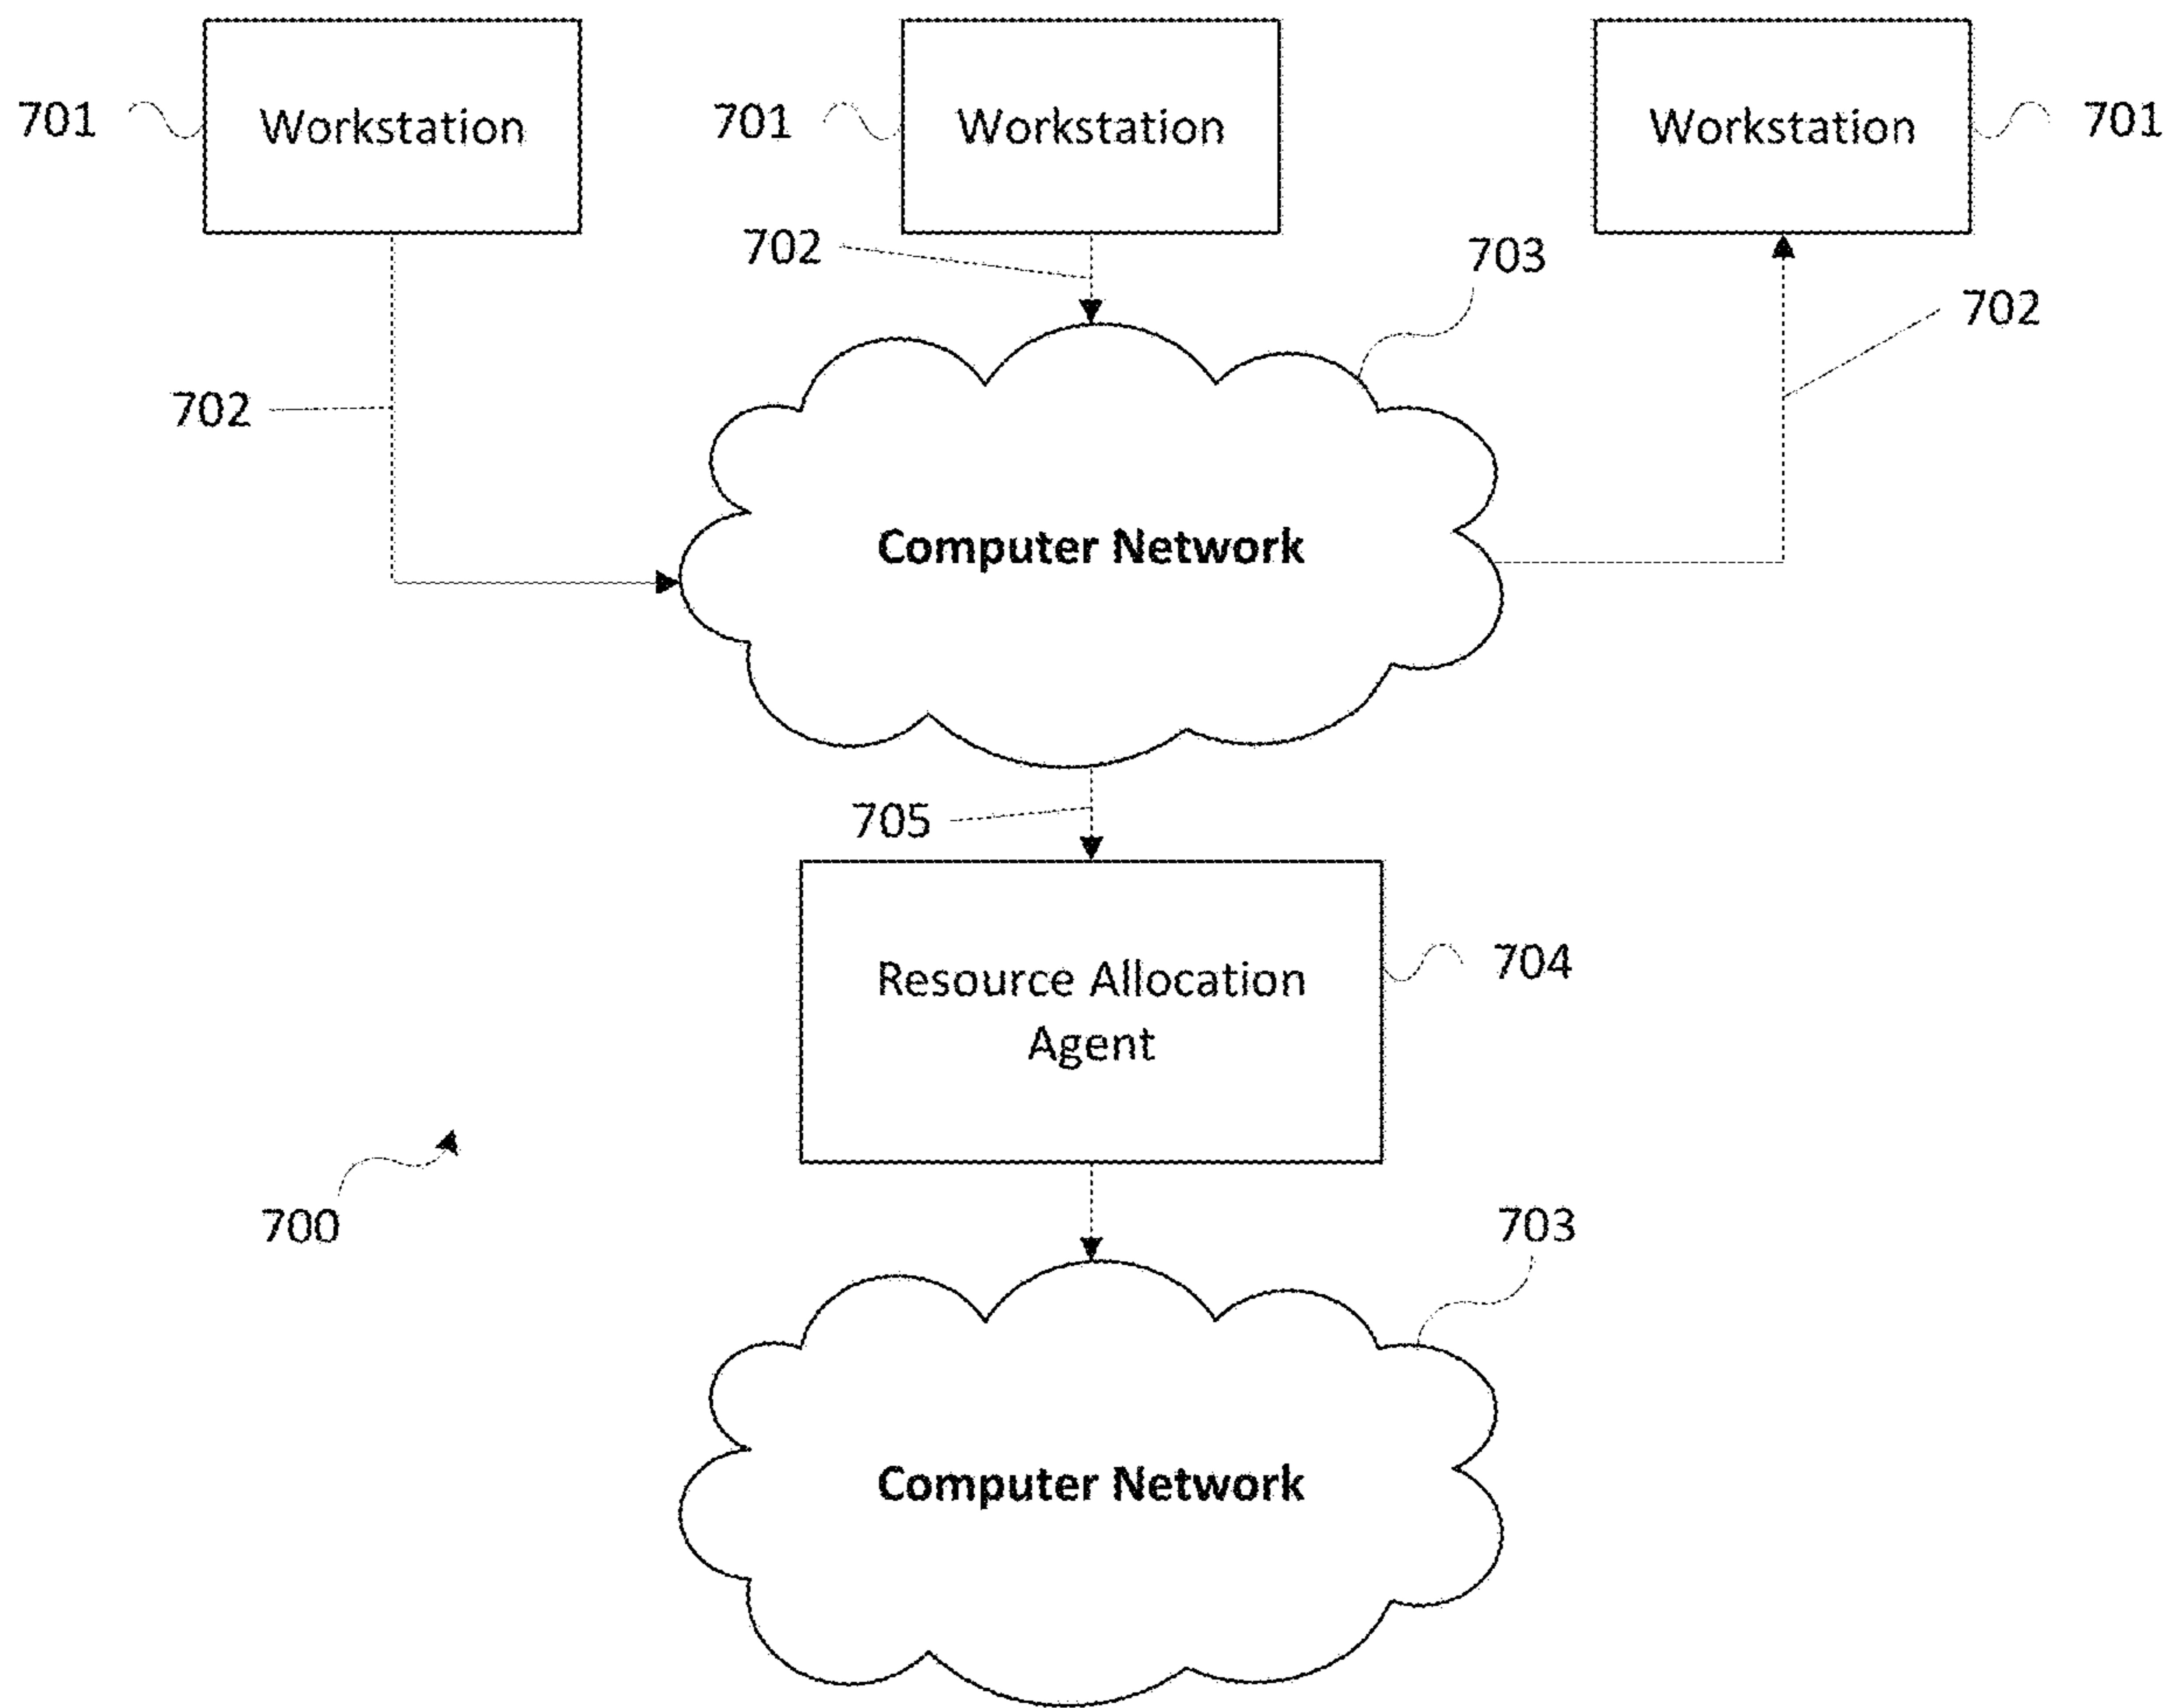 701
Workstation
701
Workstation
Workstation
701
702
703
702
702
Computer Network
705
Resource Allocation
Agent
704
700
703
Computer Network